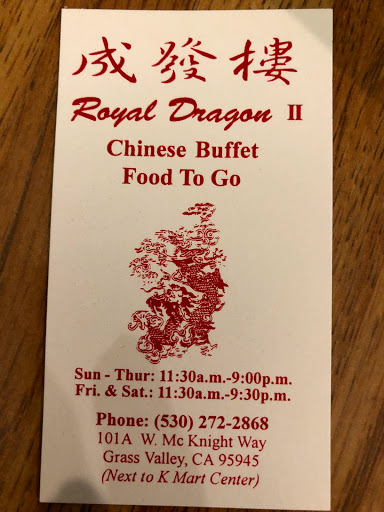 成發樓
Royal Dragon II
Chinese Buffet
Food To Go
Sun - Thur: 11:30a.m.-9:00p.m.
Fri. & Sat.: 11:30a.m.-9:30p.m.
Phone: (530) 272-2868
101A W. Mc Knight Way
Grass Valley, CA 95945
(Next to K Mart Center)